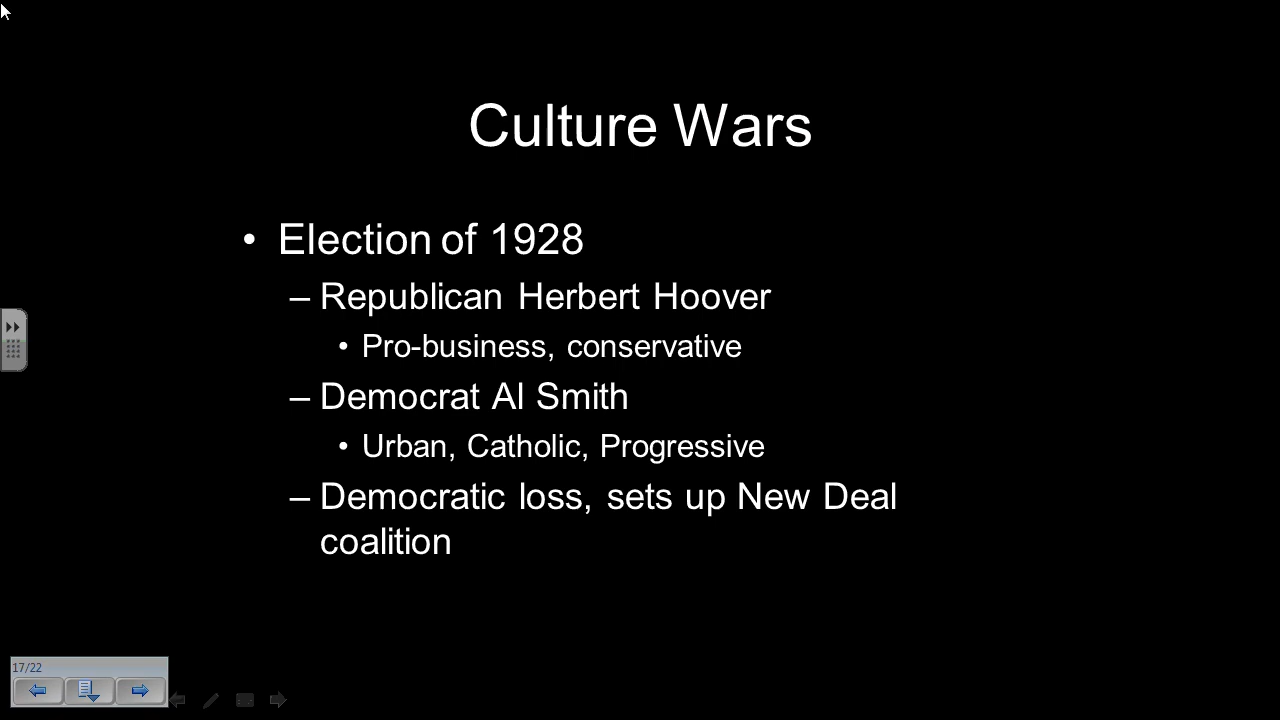 Culture Wars
• Election of 1928
– Republican Herbert Hoover
• Pro-business, conservative
– Democrat Al Smith
• Urban, Catholic, Progressive
– Democratic loss, sets up New Deal
coalition
17/22